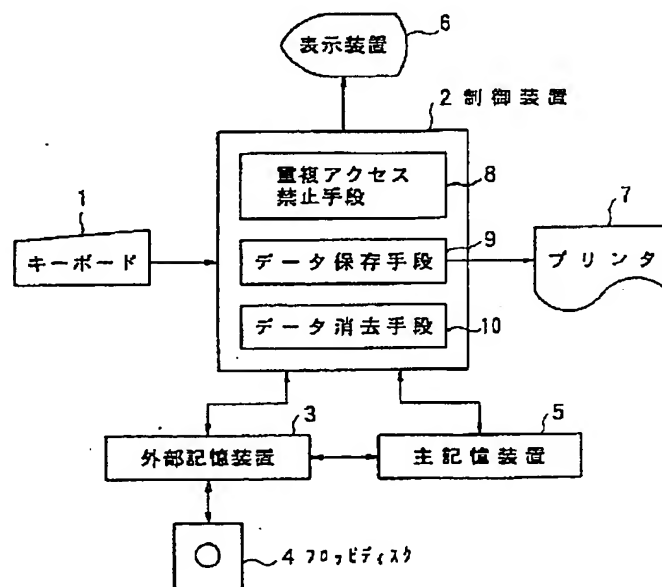 6
表示装置
2 制御装置
重複アクセス
禁止手段
8
1
キーボード
データ保存手段
9
7
プリンタ
データ消去手段
10
3
外部記憶装置
5
主記憶装置
4 フロッピディスク